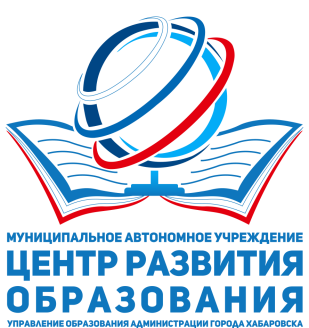 МУНИЦИПАЛЬНОЕ АВТОНОМНОЕ УЧРЕЖДЕНИЕ
ЦЕНТР РАЗВИТИЯ
ОБРАЗОВАНИЯ
УПРАВЛЕНИЕ ОБРАЗОВАНИЯ АДМИНИСТРАЦИИ ГОРОДА ХАБАРОВСКА